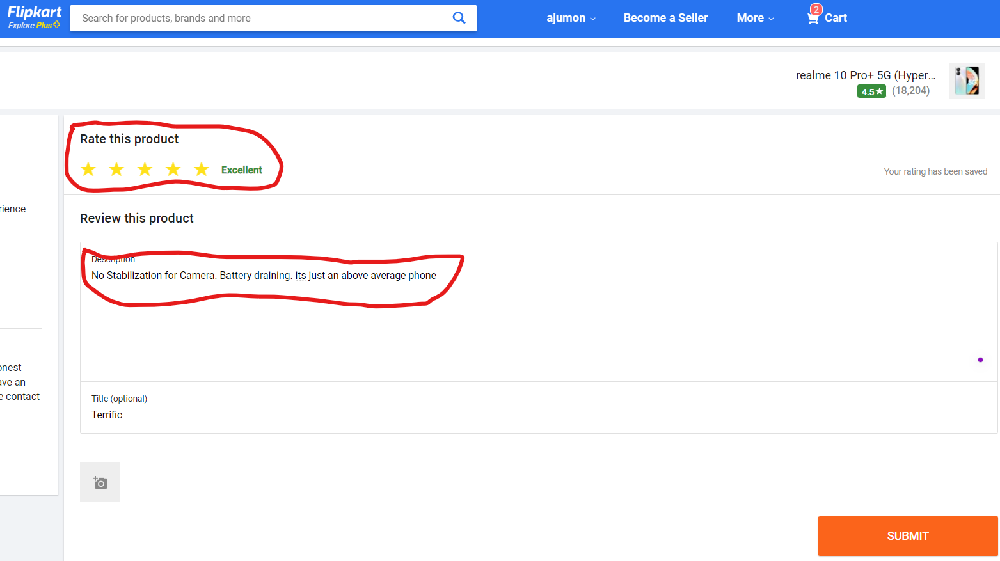 Flipkart
Explore Plus
Search for products, brands and more
ajumon
Become a Seller
More
2
Cart
realme 10 Pro+ 5G (Hyper...
4.5★ (18,204)
Rate this product
Excellent
Your rating has been saved
rience
Review this product
Description
No Stabilization for Camera. Battery draining. its just an above average phone
onest
ave an
e contact
Title (optional)
Terrific
SUBMIT